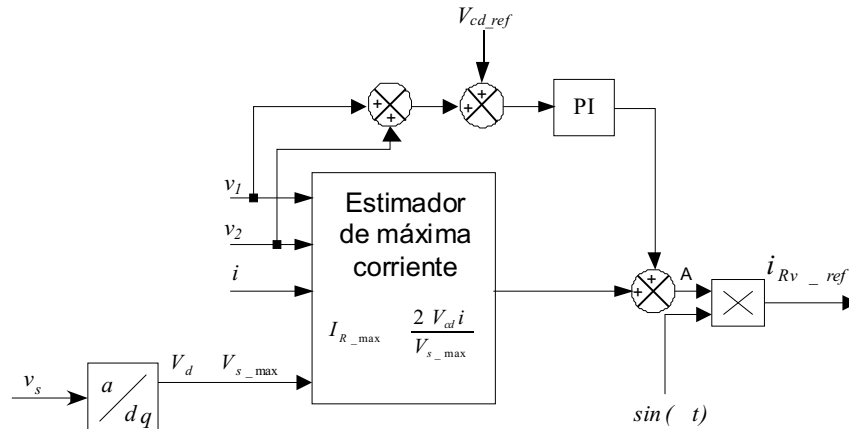 V_cd_ref
+
+
+
+
PI
v_1
v_2
i
Estimador
de máxima
corriente
I_R_max 2 V_cd i
V_s_max
+
+
A
i_Rv_ref
v_s
a
dq
V_d V_s_max
sin( t)